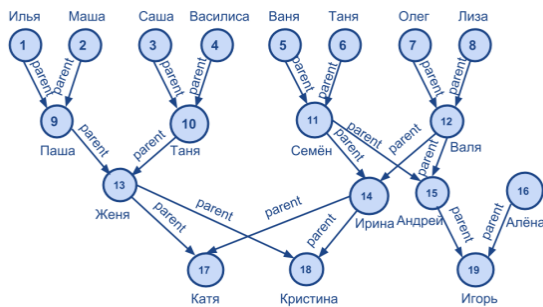 Илья Маша Саша Василиса Ваня Таня Олег Лиза
1 2 3 4 5 6 7 8
parent parent parent parent parent parent parent parent
9 10 11 12
Паша Таня Семён Валя
parent parent parent parent parent parent
13 14 15 16
Женя Ирина Андрей Алёна
parent parent parent parent parent parent
17 18 19
Катя Кристина Игорь